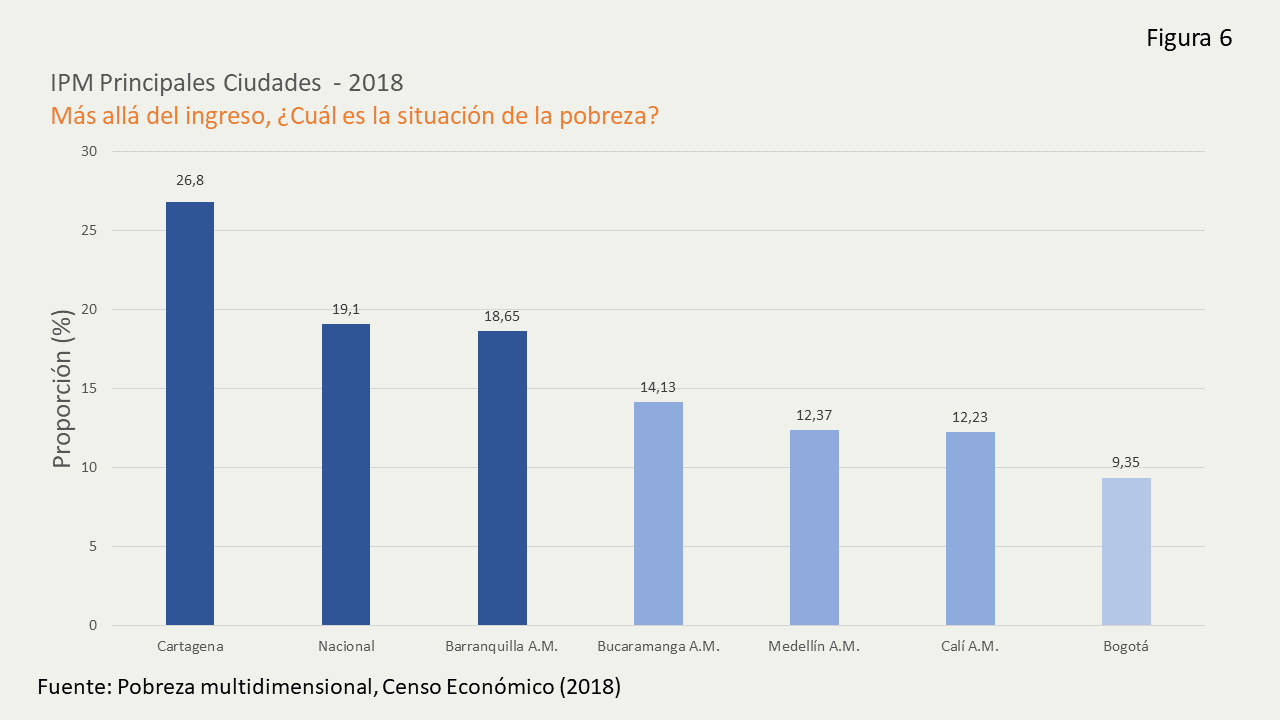 Figura 6
IPM Principales Ciudades - 2018
Más allá del ingreso, ¿Cuál es la situación de la pobreza?
Proporción (%)
30
25
20
15
10
5
0
26,8
19,1
18,65
14,13
12,37
12,23
9,35
Cartagena
Nacional
Barranquilla A.M.
Bucaramanga A.M.
Medellín A.M.
Calí A.M.
Bogotá
Fuente: Pobreza multidimensional, Censo Económico (2018)